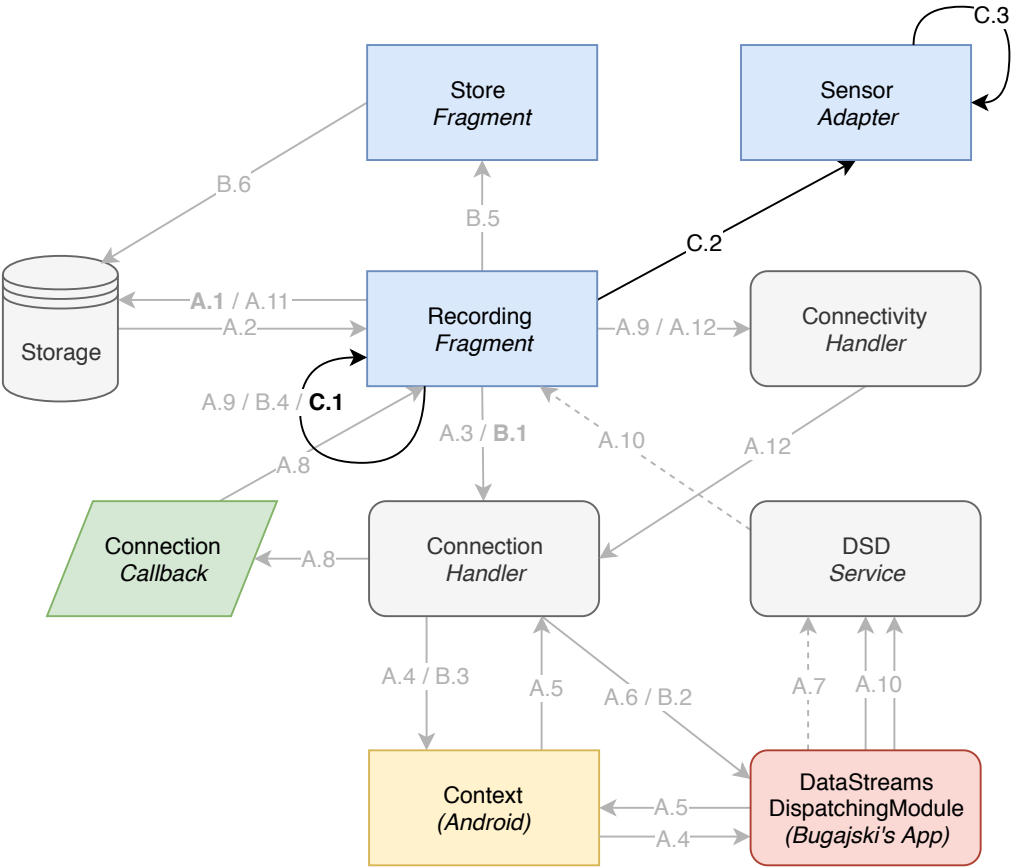 C.3
Store
Fragment
Sensor
Adapter
B.6
B.5
C.2
A.1 / A.11
A.2
Storage
Recording
Fragment
A.9 / A.12
Connectivity
Handler
A.9 / B.4 / C.1
A.3 / B.1
A.10
A.12
A.8
Connection
Callback
A.8
Connection
Handler
DSD
Service
A.4 / B.3
A.5
A.6 / B.2
A.7
A.10
Context
(Android)
A.5
A.4
DataStreams
DispatchingModule
(Bugajski's App)